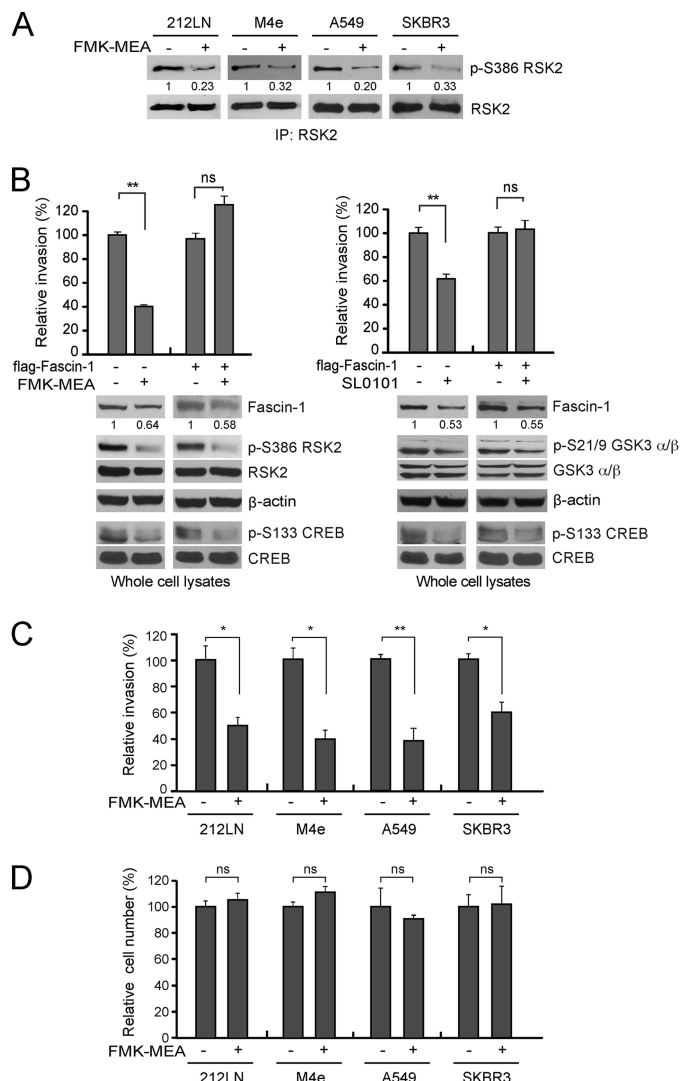 A
212LN M4e A549 SKBR3
FMK-MEA - + - + - + - +
p-S386 RSK2
1 0.23 1 0.32 1 0.20 1 0.33
RSK2
IP: RSK2
B
Relative invasion (%)
120
100
80
60
40
20
0
** ns
flag-Fascin-1 - - + +
FMK-MEA - + - +
Fascin-1
1 0.64 1 0.58
p-S386 RSK2
RSK2
β-actin
p-S133 CREB
CREB
Whole cell lysates
Relative invasion (%)
120
100
80
60
40
20
0
** ns
flag-Fascin-1 - - + +
SL0101 - + - +
Fascin-1
1 0.53 1 0.55
p-S21/9 GSK3 α/β
GSK3 α/β
β-actin
p-S133 CREB
CREB
Whole cell lysates
C
Relative invasion (%)
120
100
80
60
40
20
0
* * ** *
FMK-MEA - + - + - + - +
212LN M4e A549 SKBR3
D
Relative cell number (%)
120
100
80
60
40
20
0
ns ns ns ns
FMK-MEA - + - + - + - +
212LN M4e A549 SKBR3